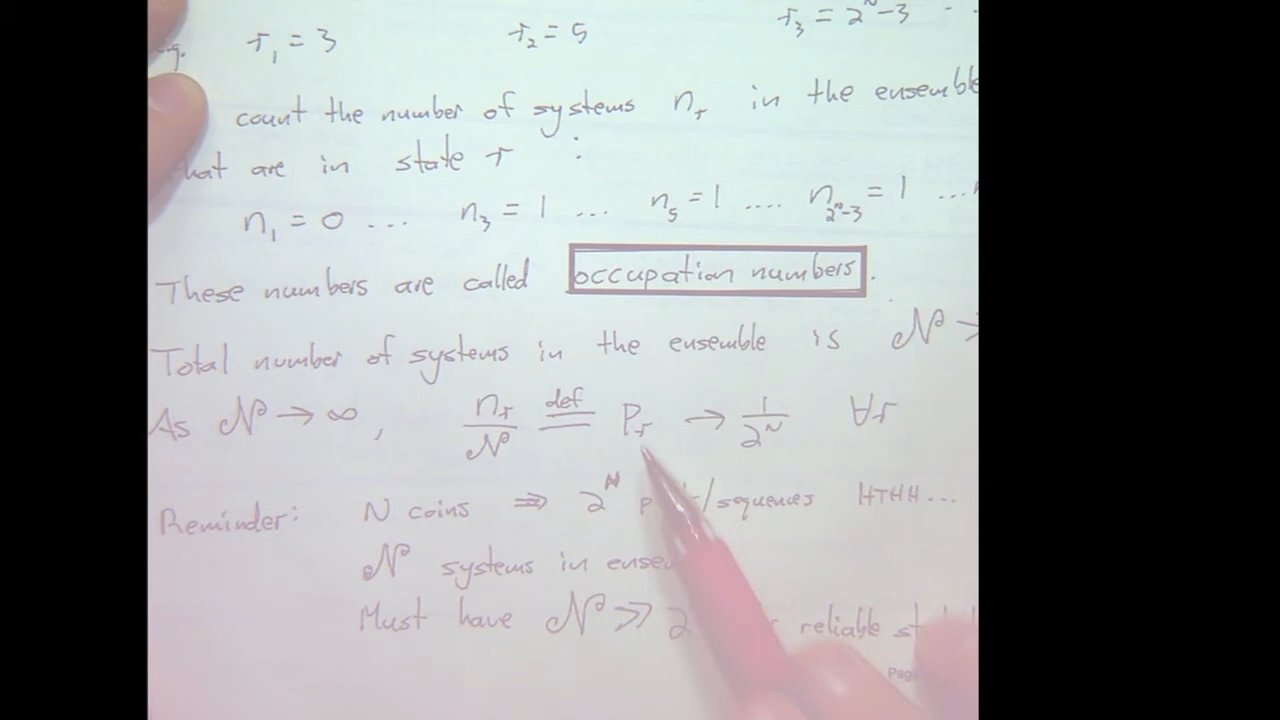 r₁ = 3 r₂ = 5 r₃ = 2ᴺ-3 ..
count the number of systems nᵣ in the ensemble
that are in state r :
n₁ = 0 ... n₃ = 1 ... n₅ = 1 .... n_{2ᴺ-3} = 1 ...
These numbers are called occupation numbers.
Total number of systems in the ensemble is 𝒩
As 𝒩 → ∞, nᵣ/𝒩 ≝ Pᵣ → 1/2ᴺ ∀r
Reminder: N coins ⇒ 2ᴺ /sequences HTHH...
𝒩 systems in
Must have 𝒩 >> 2 reliable